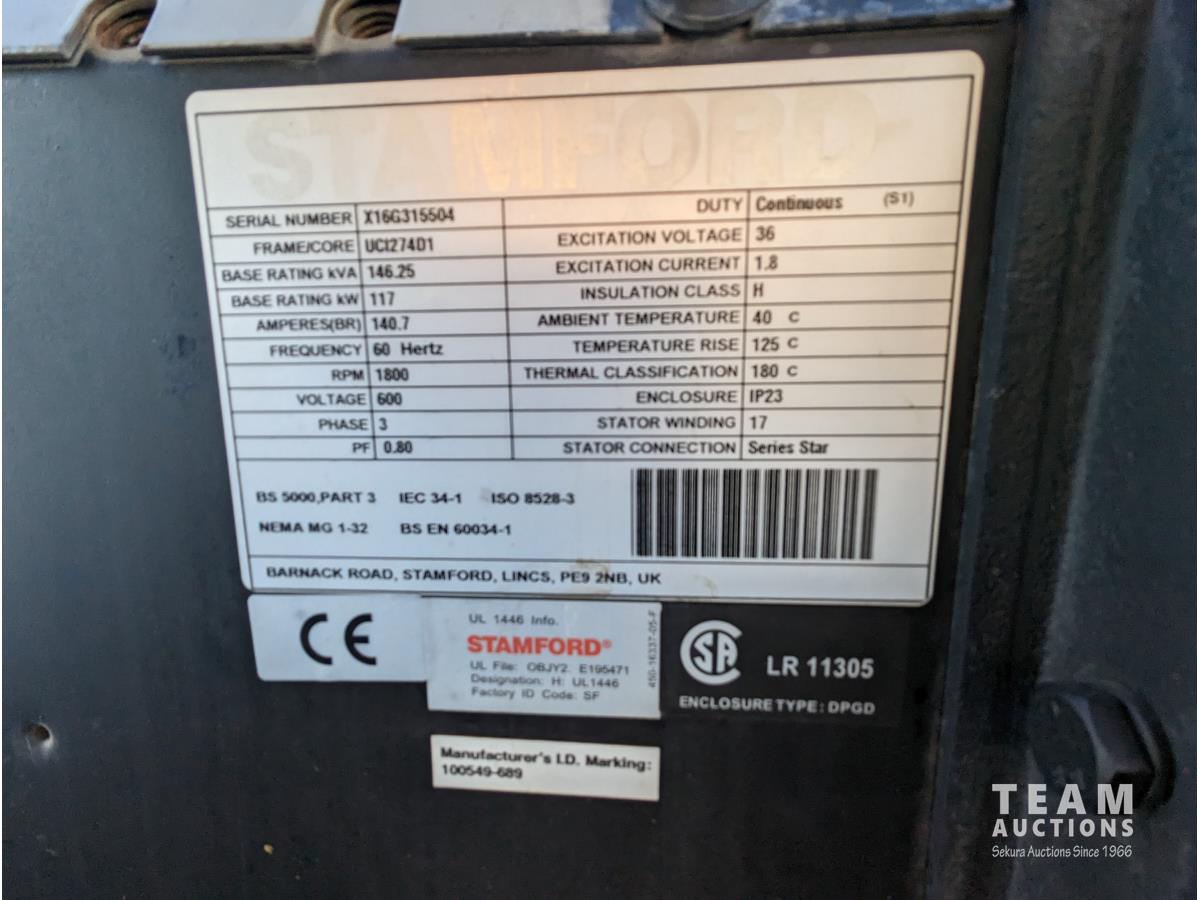 STAMFORD
SERIAL NUMBER X16G315504
FRAME/CORE UCI274D1
BASE RATING kVA 146.25
BASE RATING kW 117
AMPERES(BR) 140.7
FREQUENCY 60 Hertz
RPM 1800
VOLTAGE 600
PHASE 3
PF 0.80
DUTY Continuous (S1)
EXCITATION VOLTAGE 36
EXCITATION CURRENT 1.8
INSULATION CLASS H
AMBIENT TEMPERATURE 40 C
TEMPERATURE RISE 125 C
THERMAL CLASSIFICATION 180 C
ENCLOSURE IP23
STATOR WINDING 17
STATOR CONNECTION Series Star
BS 5000,PART 3 IEC 34-1 ISO 8528-3
NEMA MG 1-32 BS EN 60034-1
BARNACK ROAD, STAMFORD, LINCS, PE9 2NB, UK
CE
UL 1446 Info.
STAMFORD®
UL File: OBJY2. E195471
Designation: H: UL1446
Factory ID Code: SF
450-16337-05-F
CSA LR 11305
ENCLOSURE TYPE: DPGD
Manufacturer's I.D. Marking:
100549-689
TEAM
AUCTIONS
Sekura Auctions Since 1966